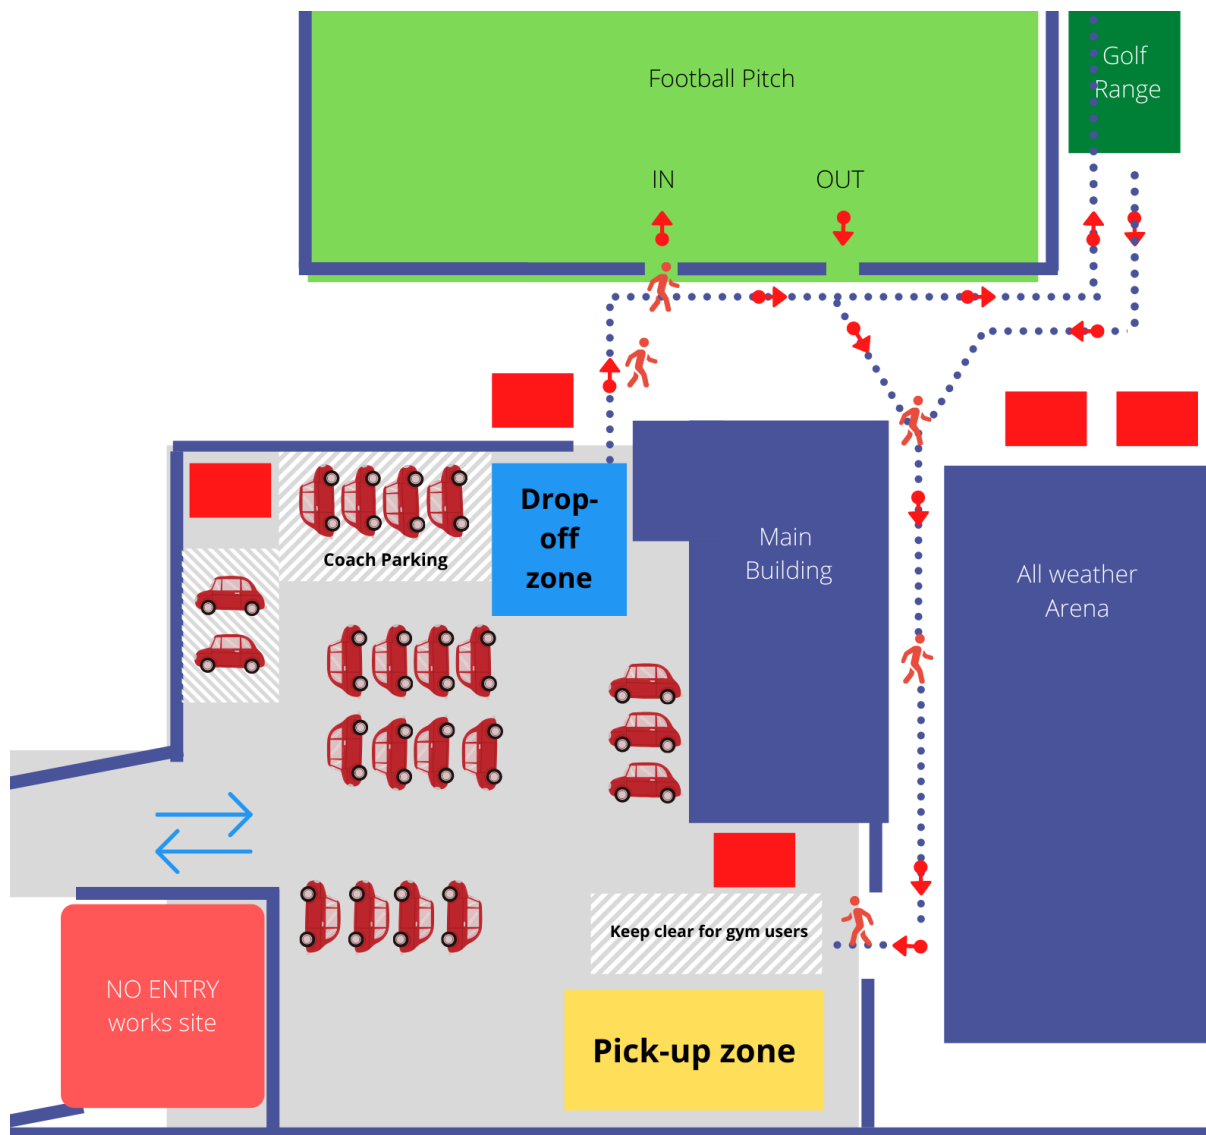 Football Pitch
Golf
Range
IN
OUT
Drop-
off
zone
Coach Parking
Main
Building
All weather
Arena
Keep clear for gym users
NO ENTRY
works site
Pick-up zone